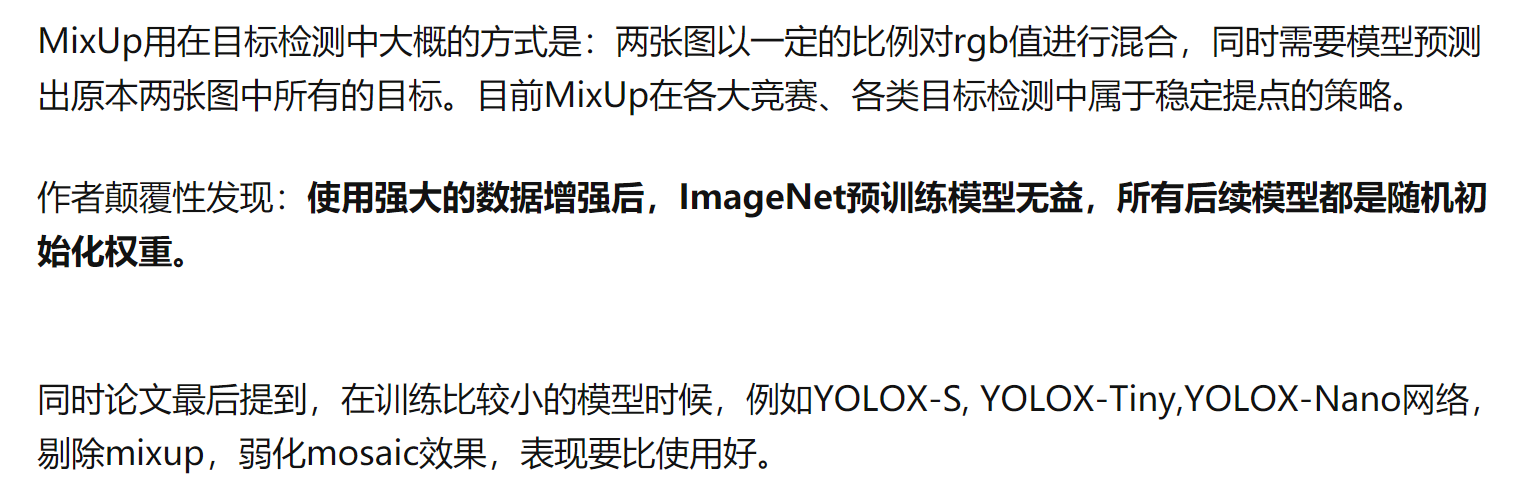 MixUp用在目标检测中大概的方式是：两张图以一定的比例对rgb值进行混合，同时需要模型预测
出原本两张图中所有的目标。目前MixUp在各大竞赛、各类目标检测中属于稳定提点的策略。
作者颠覆性发现：使用强大的数据增强后，ImageNet预训练模型无益，所有后续模型都是随机初
始化权重。
同时论文最后提到，在训练比较小的模型时候，例如YOLOX-S, YOLOX-Tiny,YOLOX-Nano网络，
剔除mixup，弱化mosaic效果，表现要比使用好。